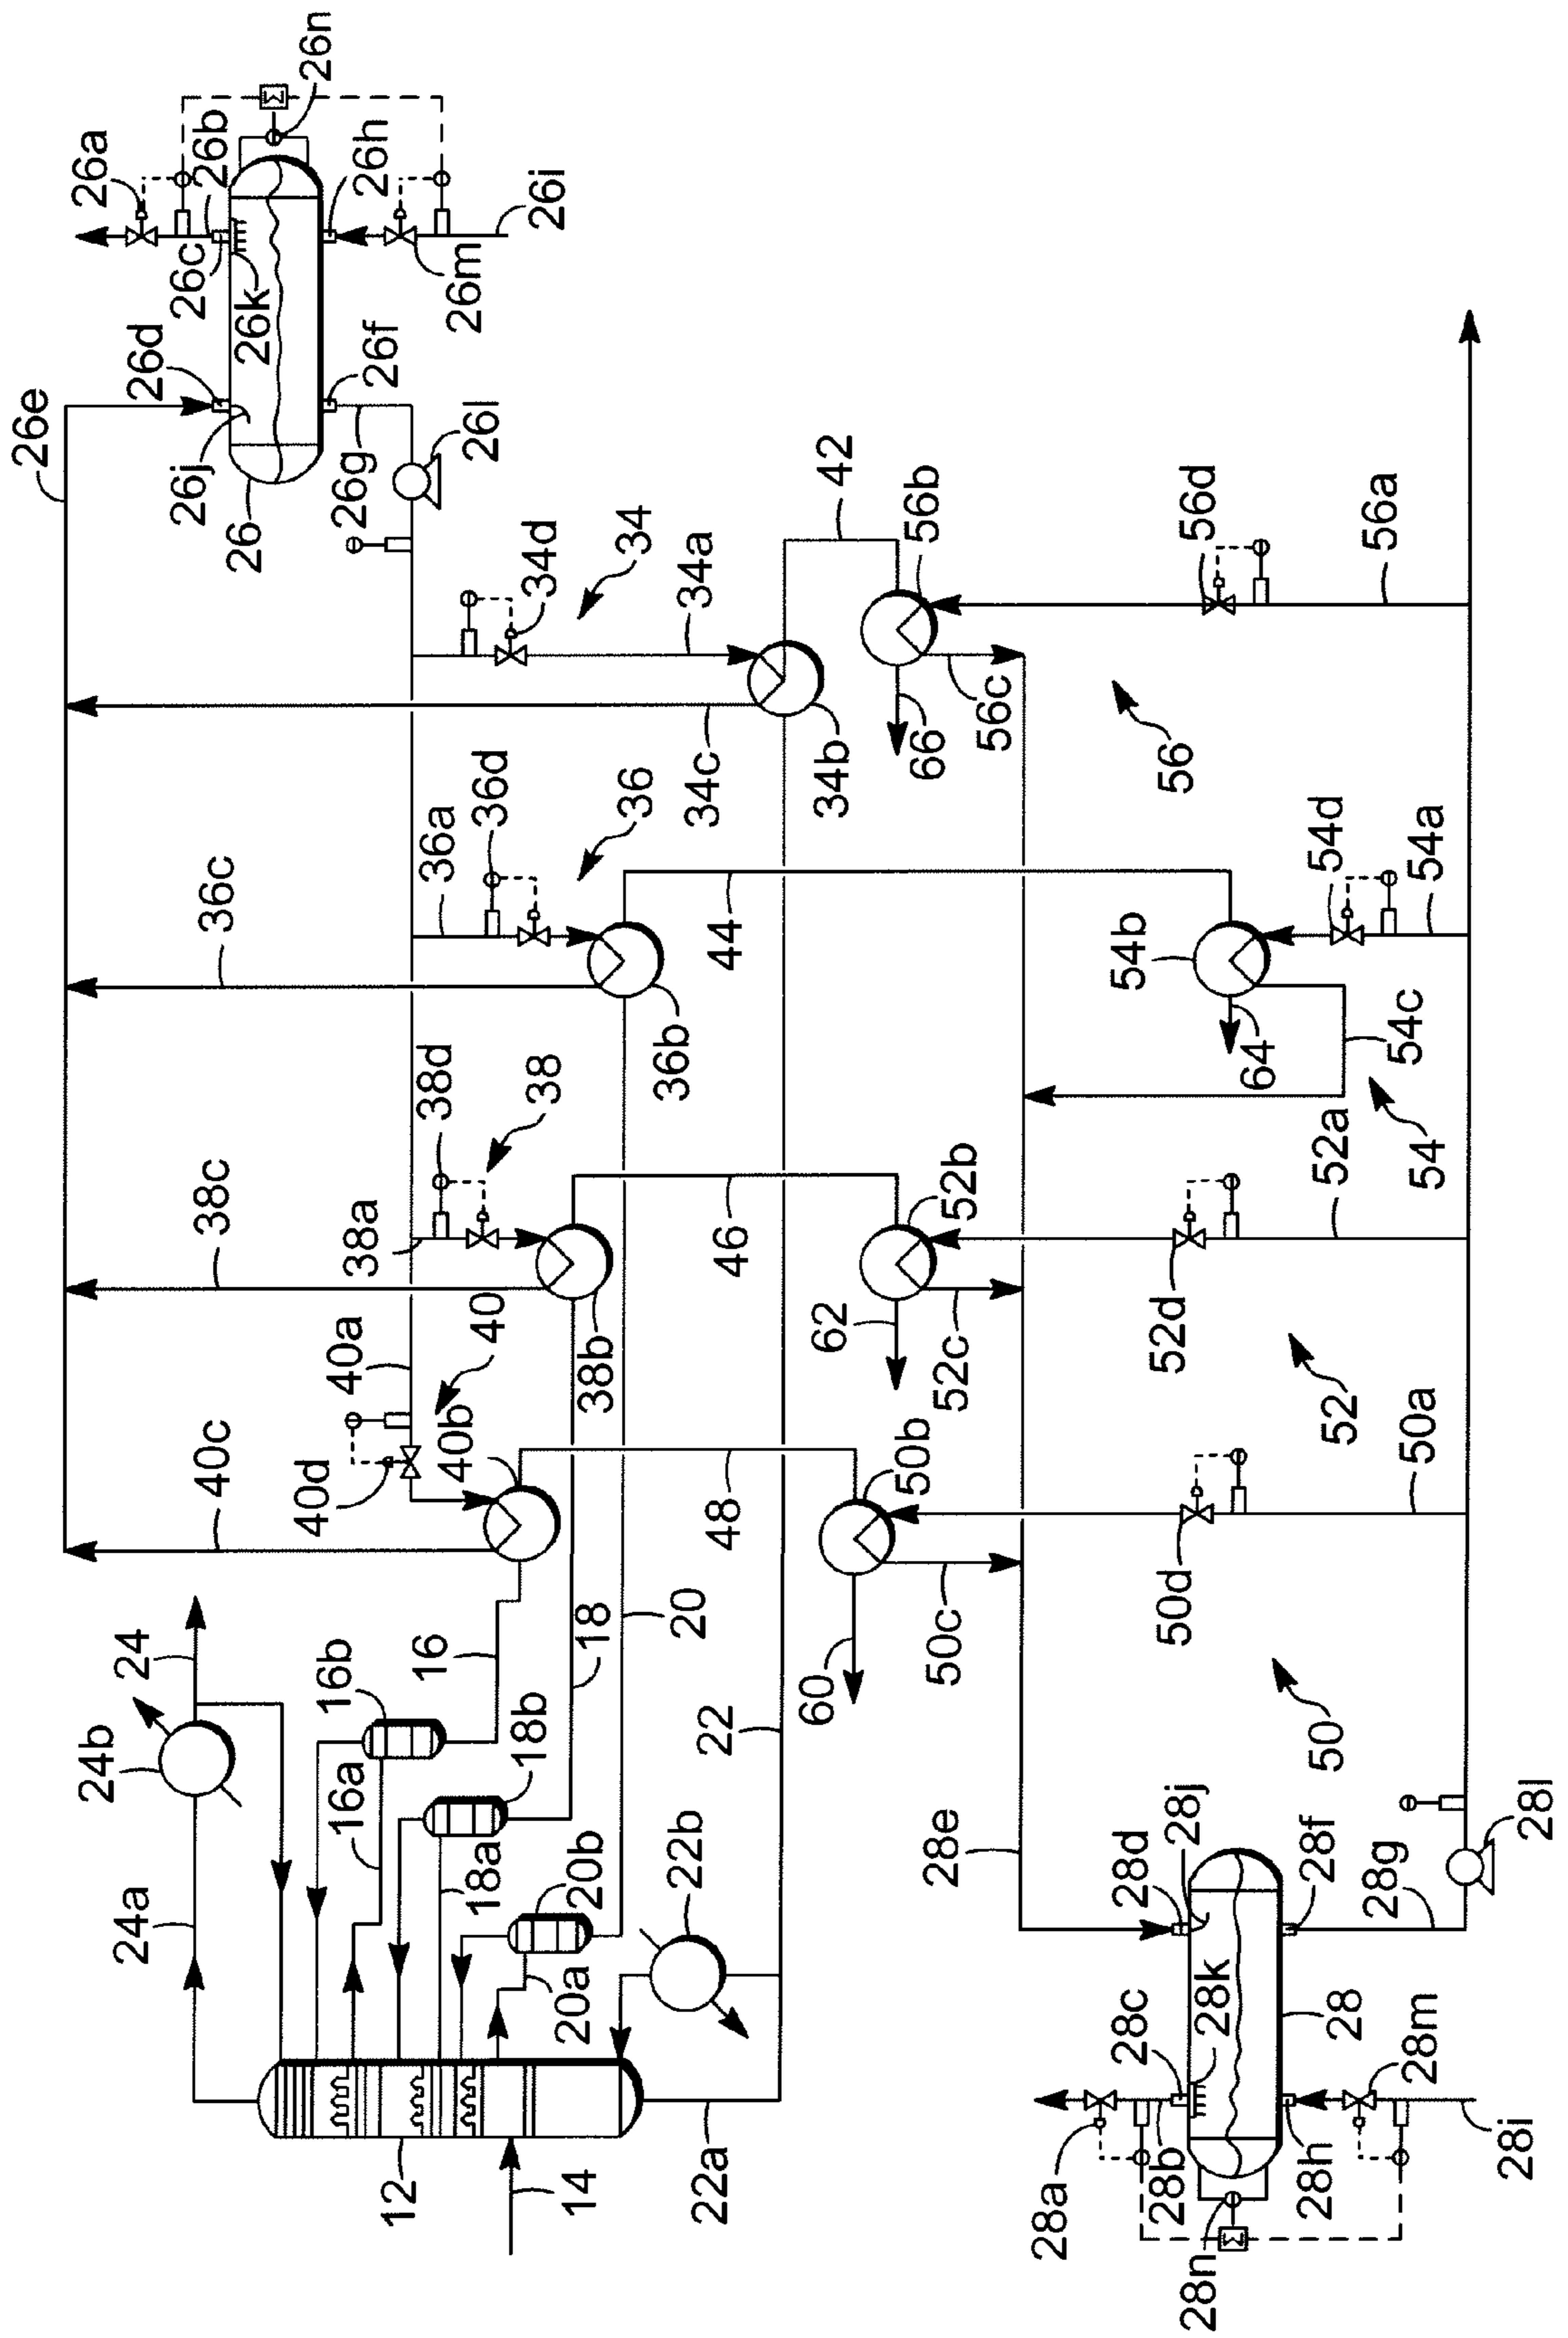 24a
24b
24
16b
16a
16
18b
18a
18
20b
20a
20
22b
22
22a
12
14
40c
40a
40d
40b
40
38c
38a
38d
38
38b
36c
36a
36d
36
36b
34c
34d
34
34a
34b
26e
26d
26j
26
26g
26l
26f
26k
26c
26b
26a
26n
26h
26m
26i
Σ
42
44
46
48
56b
66
56c
56
56d
56a
54b
64
54c
54d
54a
54
62
52b
52c
52d
52
52a
60
50b
50c
50d
50
50a
28e
28d
28j
28f
28g
28l
28c
28k
28
28m
28a
28b
28h
28i
28n
Σ